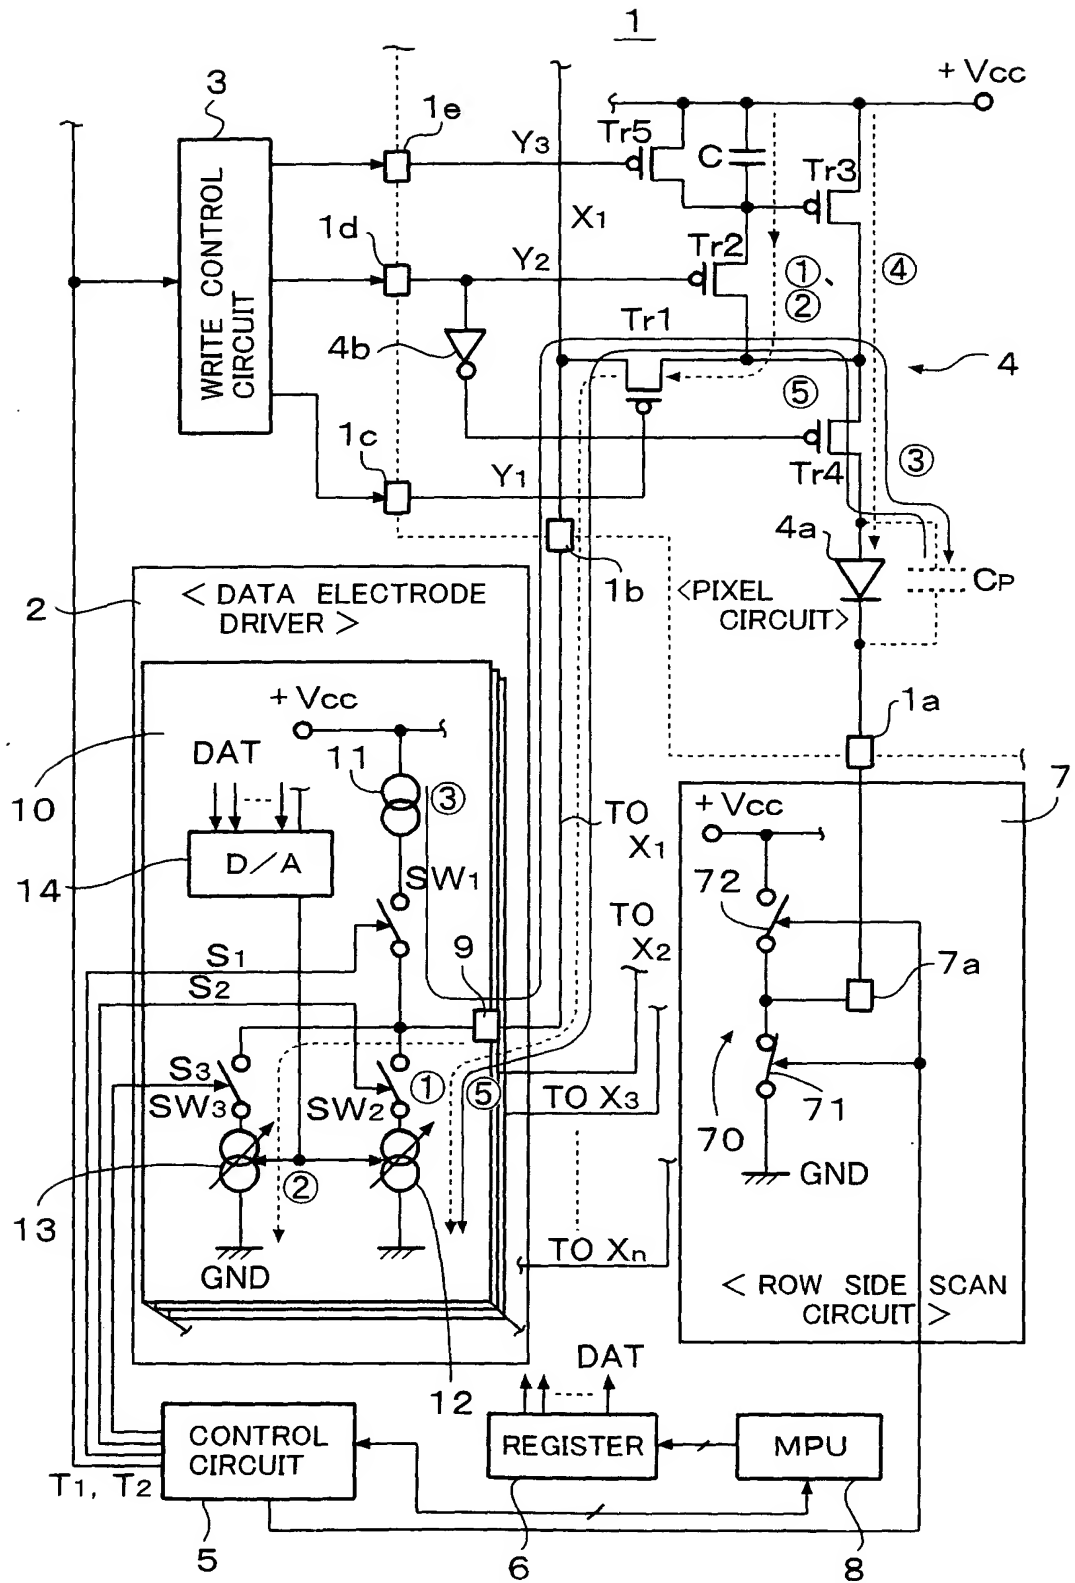 1
+ Vcc
3
1e
Y3
Tr5
C
Tr3
WRITE CONTROL
CIRCUIT
1d
X1
Y2
Tr2
①、
②
④
4b
Tr1
4
⑤
1c
Y1
Tr4
③
4a
CP
1b
<PIXEL
CIRCUIT>
2
< DATA ELECTRODE
DRIVER >
+ Vcc
1a
10
DAT
11
③
7
TO
X1
+ Vcc
D/A
14
SW1
72
TO
X2
9
7a
S1
S2
S3
SW3
SW2
①
⑤
TO X3
70
71
②
13
GND
GND
TO Xn
< ROW SIDE SCAN
CIRCUIT >
DAT
12
CONTROL
CIRCUIT
REGISTER
MPU
T1, T2
5
6
8